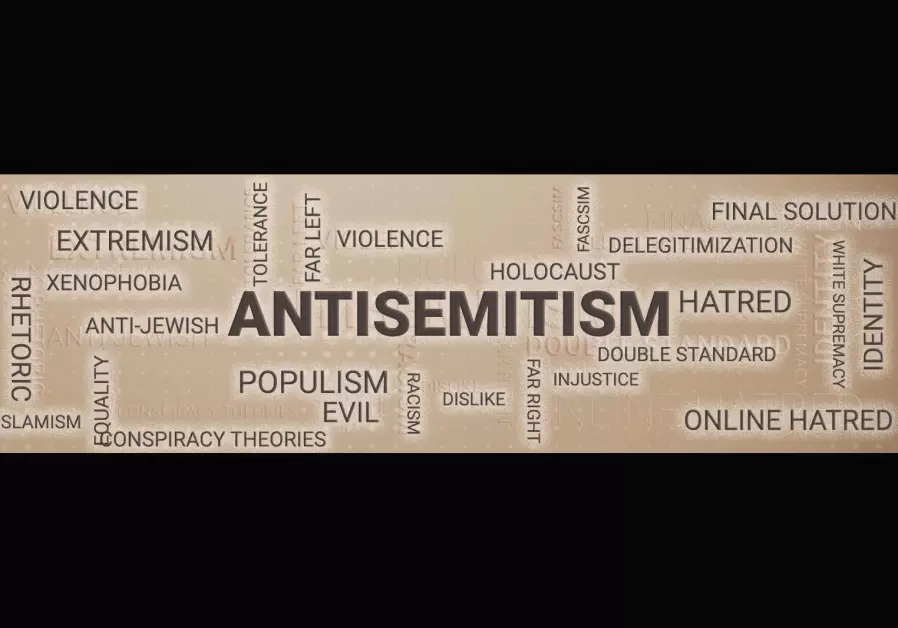 VIOLENCE
TOLERANCE
FAR LEFT
FASCSIM
FINAL SOLUTION
EXTREMISM
VIOLENCE
DELEGITIMIZATION
WHITE SUPREMACY
IDENTITY
RHETORIC
XENOPHOBIA
HOLOCAUST
ANTI-JEWISH
ANTISEMITISM
HATRED
DOUBLE STANDARD
EQUALITY
POPULISM
RACISM
DISLIKE
FAR RIGHT
INJUSTICE
EVIL
SLAMISM
CONSPIRACY THEORIES
ONLINE HATRED